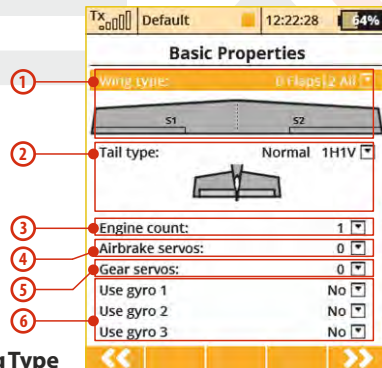 Tx Default 12:22:28 64%
Basic Properties
1 Wing type: 0 Flaps|2 Ail
S1 S2
2 Tail type: Normal 1H1V
3 Engine count: 1
4 Airbrake servos: 0
5 Gear servos: 0
Use gyro 1 No
6 Use gyro 2 No
Use gyro 3 No
g Type